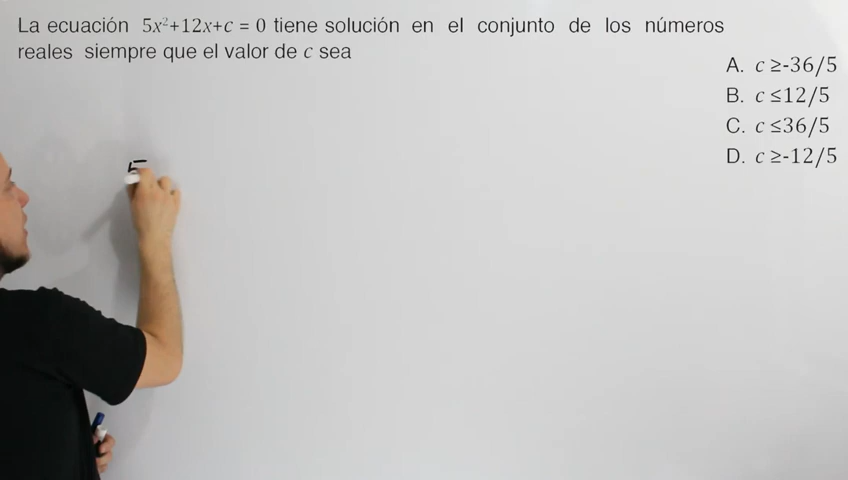 La ecuación 5x²+12x+c = 0 tiene solución en el conjunto de los números
reales siempre que el valor de c sea
A. c ≥-36/5
B. c ≤12/5
C. c ≤36/5
D. c ≥-12/5
5